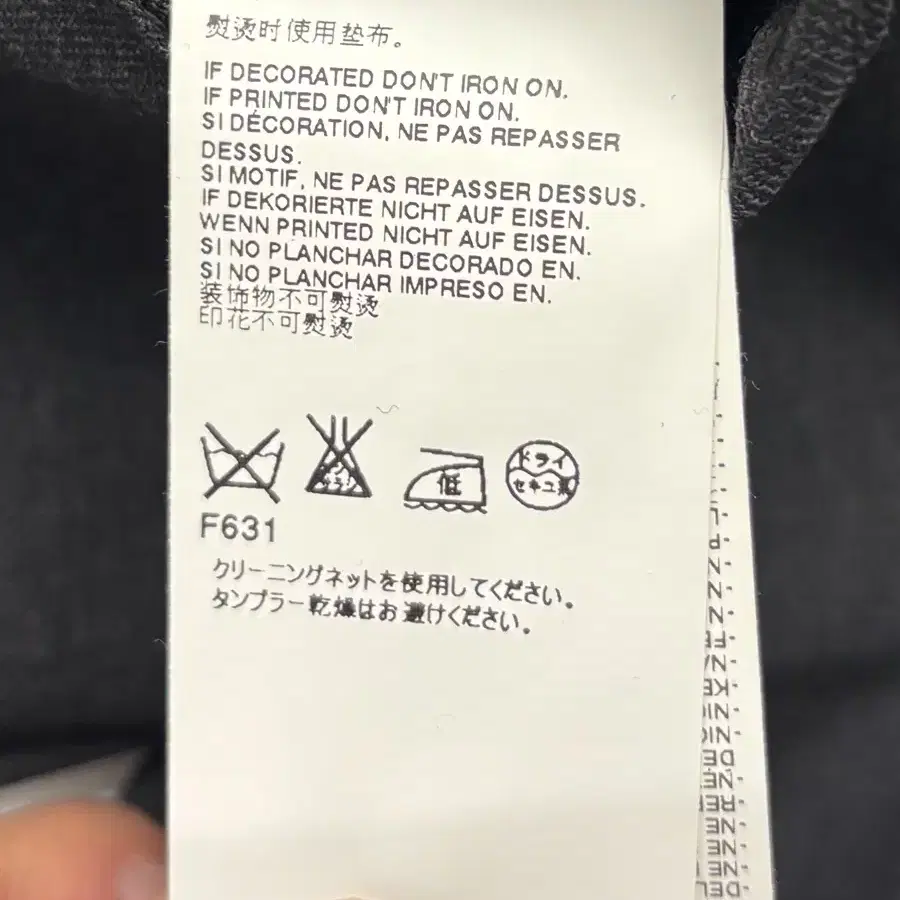 熨烫时使用垫布。
IF DECORATED DON'T IRON ON.
IF PRINTED DON'T IRON ON.
SI DÉCORATION, NE PAS REPASSER
DESSUS.
SI MOTIF, NE PAS REPASSER DESSUS.
IF DEKORIERTE NICHT AUF EISEN.
WENN PRINTED NICHT AUF EISEN.
SI NO PLANCHAR DECORADO EN.
SI NO PLANCHAR IMPRESO EN.
装饰物不可熨烫
印花不可熨烫
低
ドライ
セキユ系
F631
クリーニングネットを使用してください。
タンブラー乾燥はお避けください。